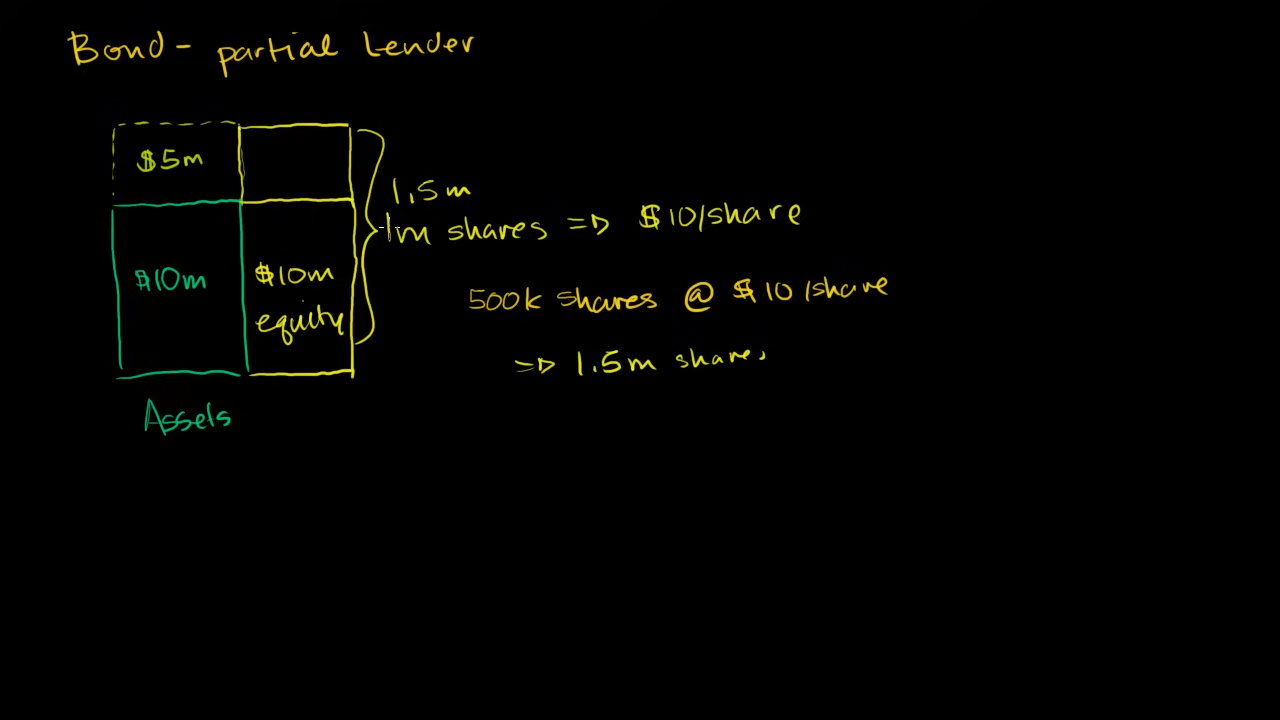 Bond - partial Lender
$5m
1.5m
1m shares => $10/share
$10m
$10m
equity
500k shares @ $10/share
=> 1.5m shares
Assets